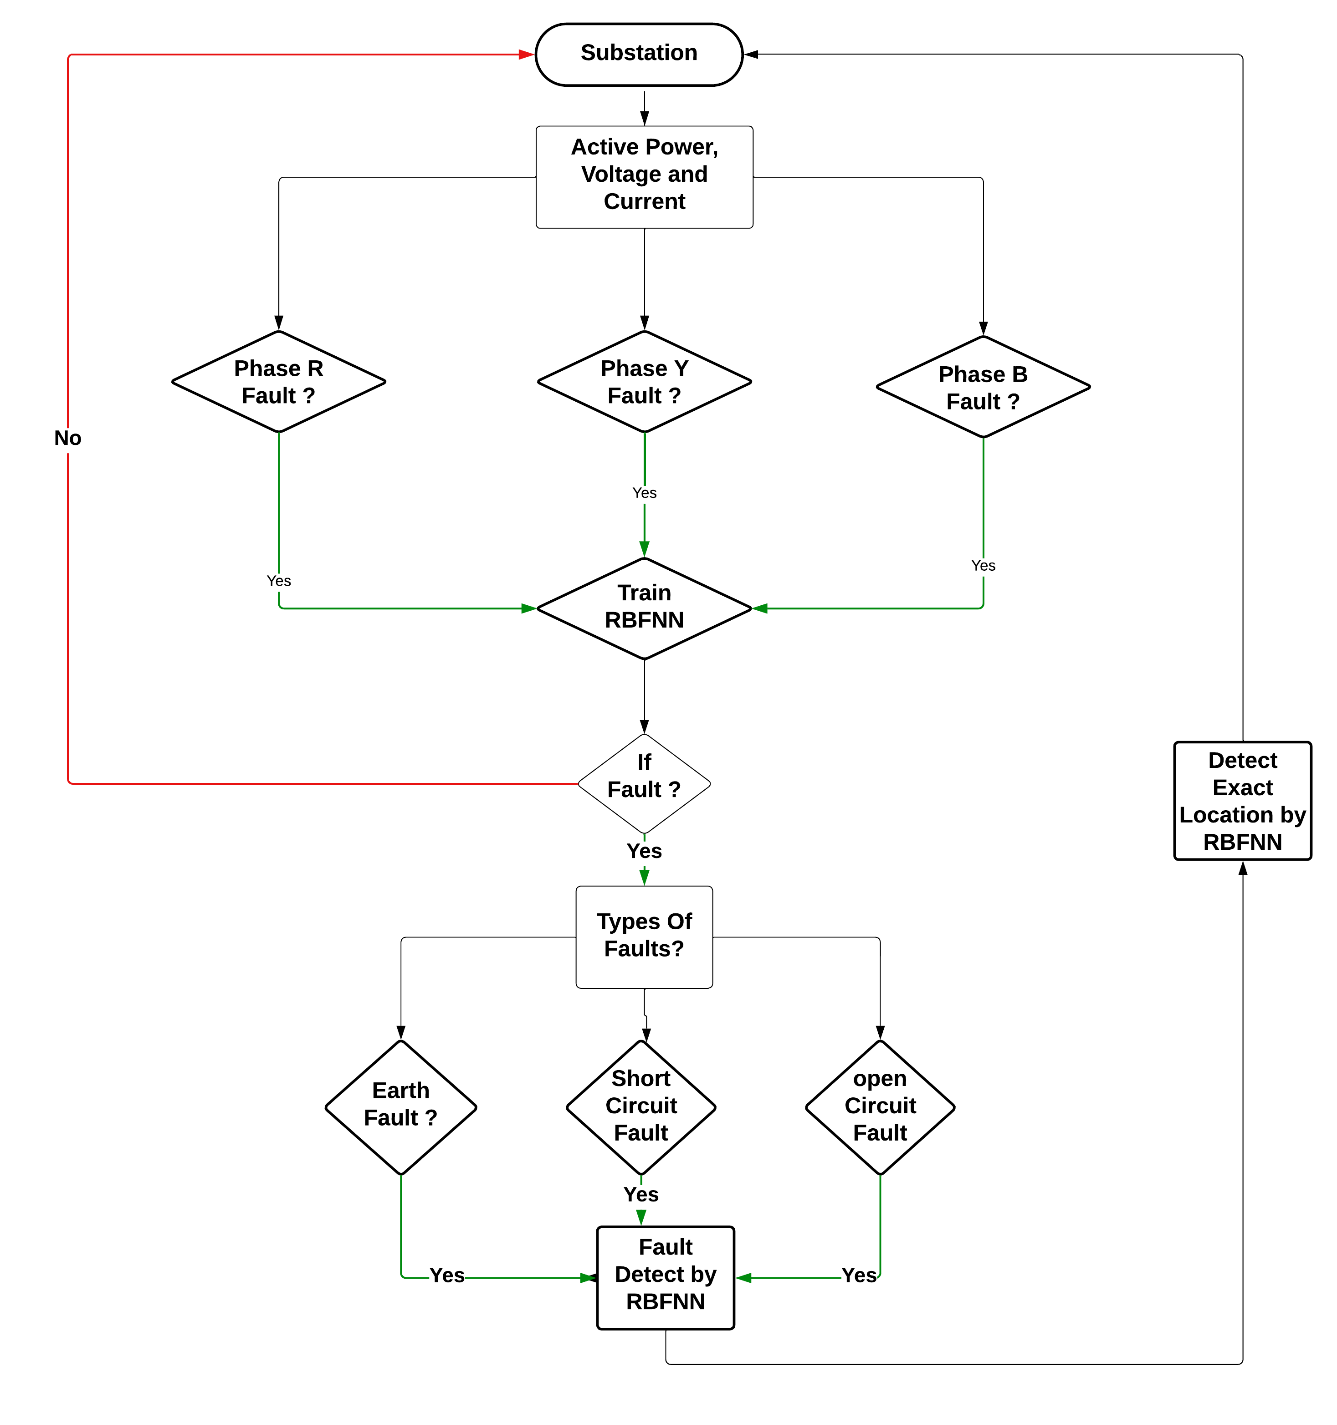 Substation
Active Power,
Voltage and
Current
Phase R
Fault ?
Phase Y
Fault ?
Phase B
Fault ?
No
Yes
Yes
Yes
Train
RBFNN
If
Fault ?
Yes
Detect
Exact
Location by
RBFNN
Types Of
Faults?
Earth
Fault ?
Short
Circuit
Fault
open
Circuit
Fault
Yes
Yes
Yes
Fault
Detect by
RBFNN